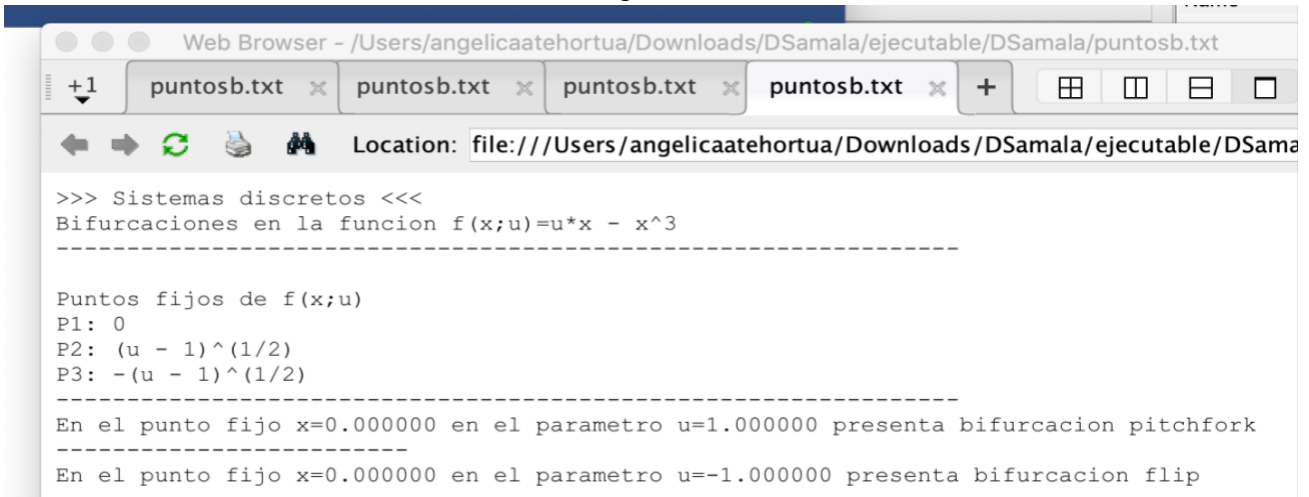 Web Browser - /Users/angelicaatehortua/Downloads/DSamala/ejecutable/DSamala/puntosb.txt
+1 puntosb.txt × puntosb.txt × puntosb.txt × puntosb.txt × +
Location: file:///Users/angelicaatehortua/Downloads/DSamala/ejecutable/DSama
>>> Sistemas discretos <<<
Bifurcaciones en la funcion f(x;u)=u*x - x^3
----------------------------------------------------------------
Puntos fijos de f(x;u)
P1: 0
P2: (u - 1)^(1/2)
P3: -(u - 1)^(1/2)
----------------------------------------------------------------
En el punto fijo x=0.000000 en el parametro u=1.000000 presenta bifurcacion pitchfork
-------------------------
En el punto fijo x=0.000000 en el parametro u=-1.000000 presenta bifurcacion flip